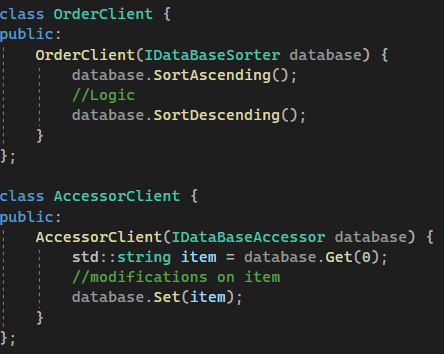 class OrderClient {
public:
    OrderClient(IDataBaseSorter database) {
        database.SortAscending();
        //Logic
        database.SortDescending();
    }
};

class AccessorClient {
public:
    AccessorClient(IDataBaseAccessor database) {
        std::string item = database.Get(0);
        //modifications on item
        database.Set(item);
    }
};